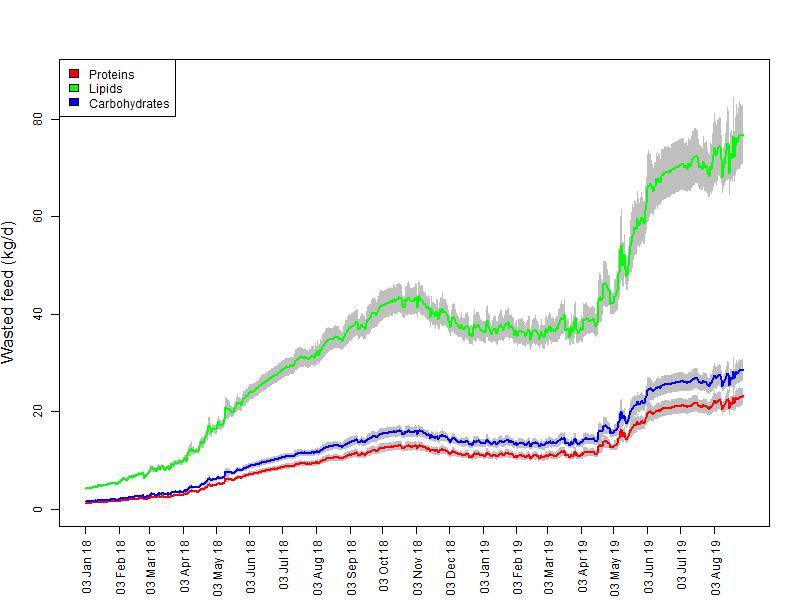 Proteins
Lipids
Carbohydrates
Wasted feed (kg/d)
80
60
40
20
0
03 Jan 18
03 Feb 18
03 Mar 18
03 Apr 18
03 May 18
03 Jun 18
03 Jul 18
03 Aug 18
03 Sep 18
03 Oct 18
03 Nov 18
03 Dec 18
03 Jan 19
03 Feb 19
03 Mar 19
03 Apr 19
03 May 19
03 Jun 19
03 Jul 19
03 Aug 19